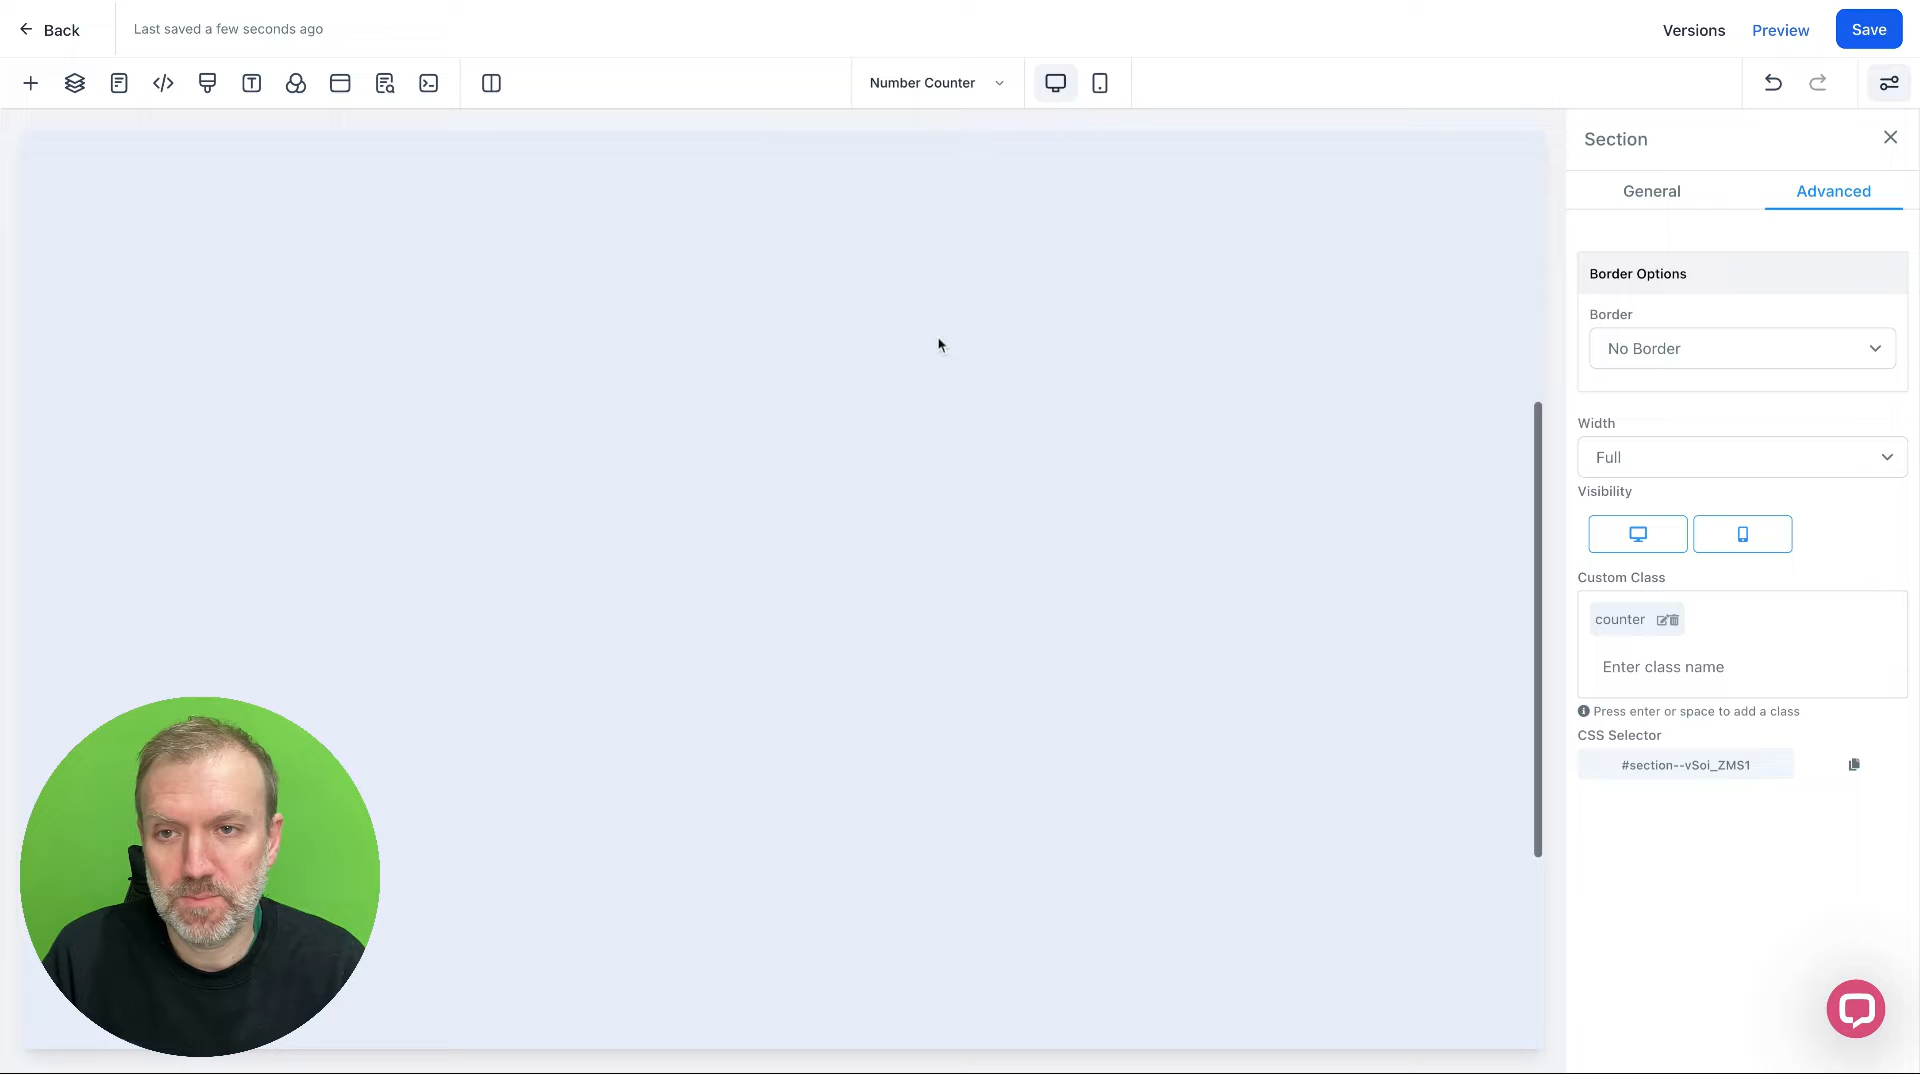 Back
Last saved a few seconds ago
Versions
Preview
Save
Number Counter
Section
General
Advanced
Border Options
Border
No Border
Width
Full
Visibility
Custom Class
counter
Enter class name
Press enter or space to add a class
CSS Selector
#section--vSoi_ZMS1